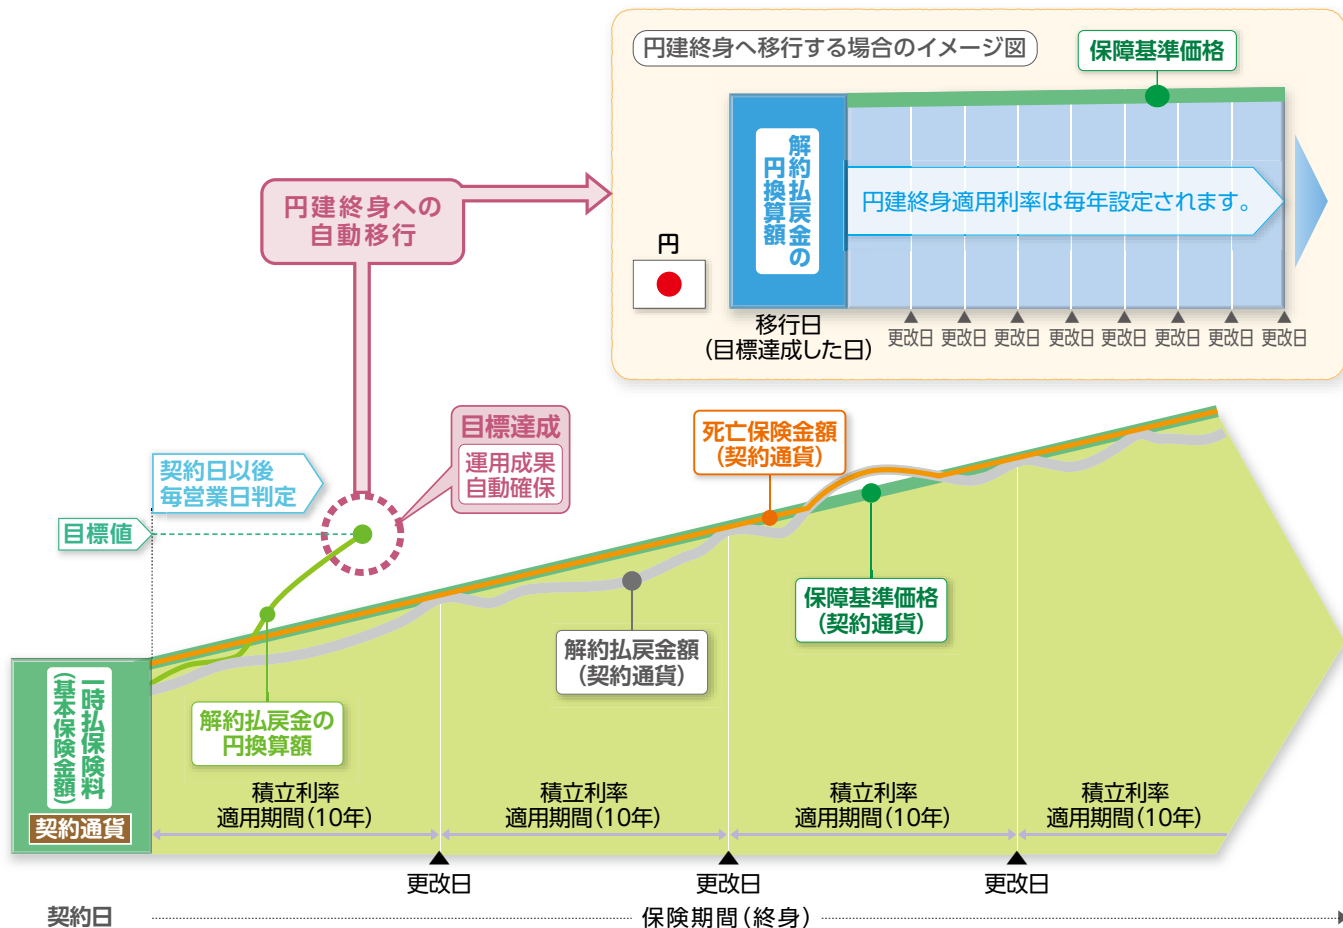 円建終身へ移行する場合のイメージ図
保障基準価格
解約払戻金の
円換算額
円建終身適用利率は毎年設定されます。
円
移行日
(目標達成した日)
更改日 更改日 更改日 更改日 更改日 更改日 更改日 更改日
円建終身への
自動移行
目標達成
運用成果
自動確保
契約日以後
毎営業日判定
目標値
死亡保険金額
(契約通貨)
保障基準価格
(契約通貨)
解約払戻金額
(契約通貨)
解約払戻金の
円換算額
一時払保険料
(基本保険金額)
契約通貨
積立利率
適用期間(10年)
積立利率
適用期間(10年)
積立利率
適用期間(10年)
積立利率
適用期間(10年)
更改日
更改日
更改日
契約日
保険期間(終身)